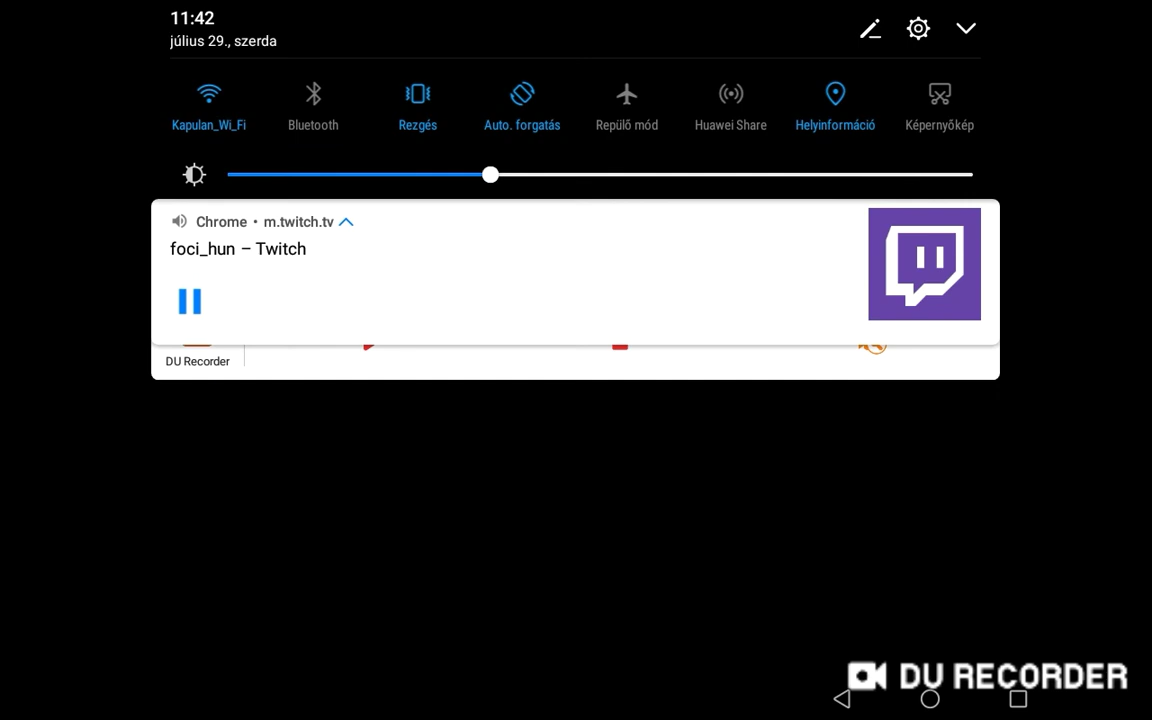 11:42
július 29., szerda
Kapulan_Wi_Fi
Bluetooth
Rezgés
Auto. forgatás
Repülő mód
Huawei Share
Helyinformáció
Képernyőkép
Chrome • m.twitch.tv
foci_hun – Twitch
DU Recorder
DU RECORDER